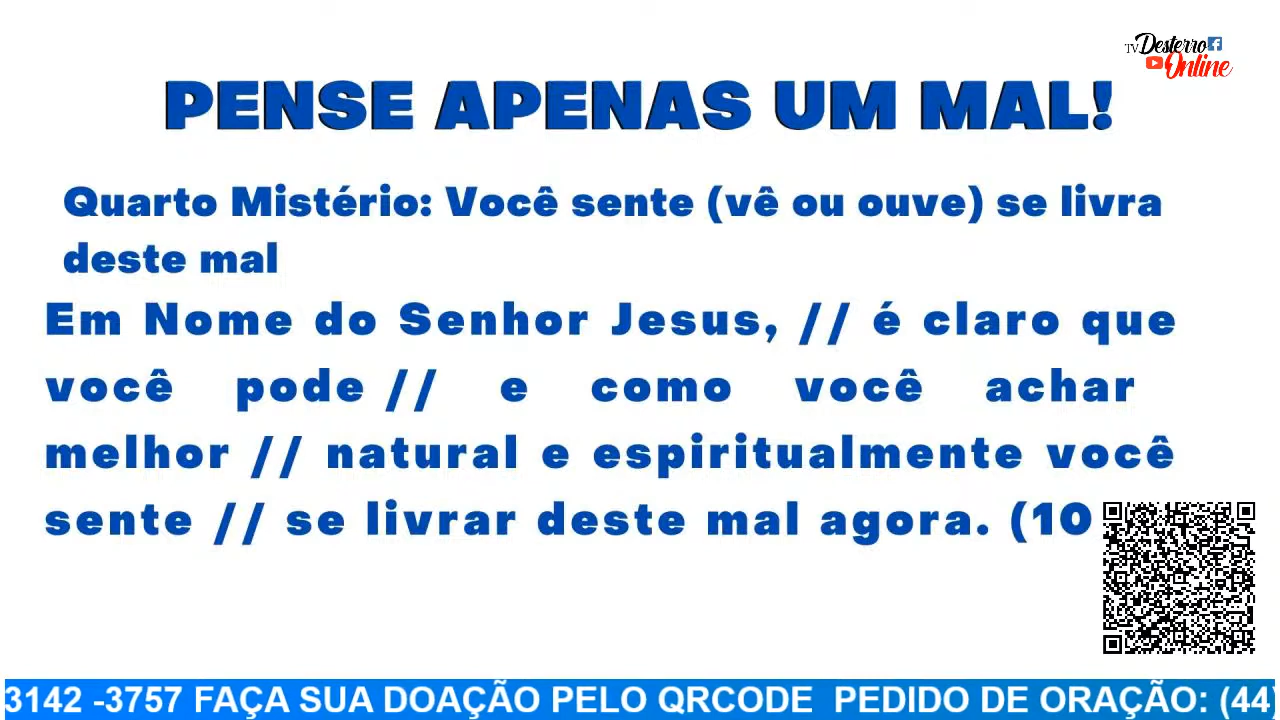 TV Desterro
Online
PENSE APENAS UM MAL!
Quarto Mistério: Você sente (vê ou ouve) se livra
deste mal
Em Nome do Senhor Jesus, // é claro que
você pode // e como você achar
melhor // natural e espiritualmente você
sente // se livrar deste mal agora. (10
3142 -3757 FAÇA SUA DOAÇÃO PELO QRCODE PEDIDO DE ORAÇÃO: (44)